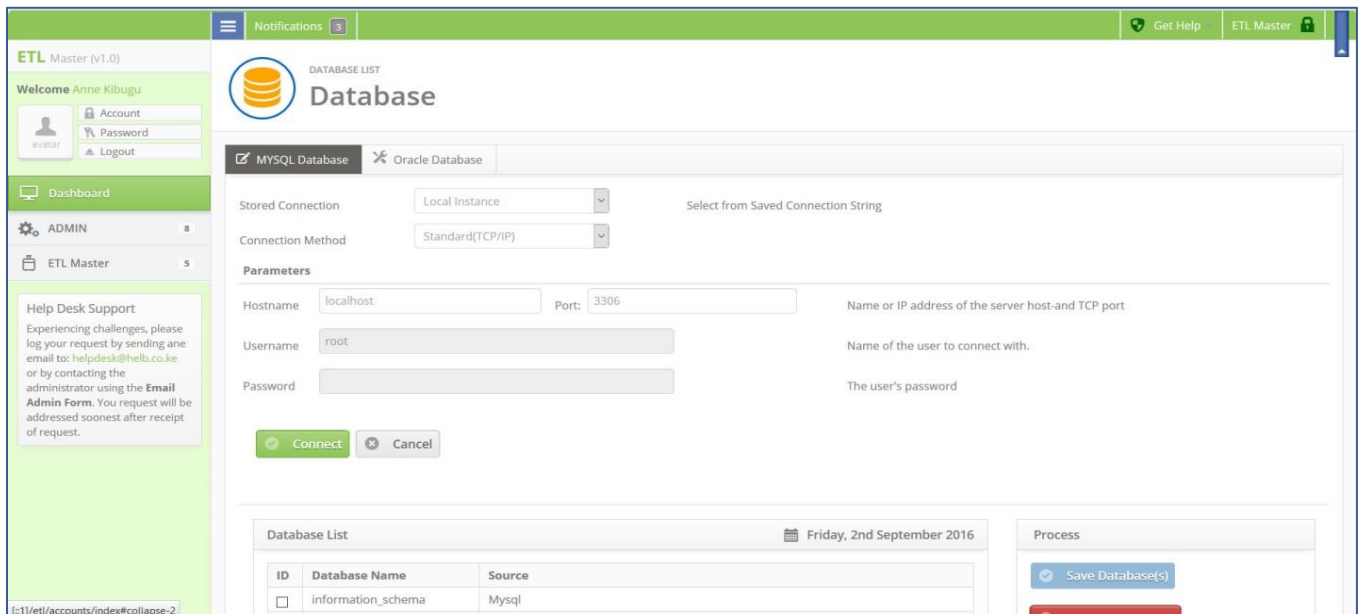 Notifications 3
Get Help
ETL Master
ETL Master (v1.0)
Welcome Anne Kibugu
avatar
Account
Password
Logout
Dashboard
ADMIN 8
ETL Master 5
Help Desk Support
Experiencing challenges, please
log your request by sending ane
email to: helpdesk@helb.co.ke
or by contacting the
administrator using the Email
Admin Form. You request will be
addressed soonest after receipt
of request.
DATABASE LIST
Database
MYSQL Database
Oracle Database
Stored Connection Local Instance Select from Saved Connection String
Connection Method Standard(TCP/IP)
Parameters
Hostname localhost Port: 3306 Name or IP address of the server host-and TCP port
Username root Name of the user to connect with.
Password The user's password
Connect Cancel
Database List Friday, 2nd September 2016
ID Database Name Source
information_schema Mysql
Process
Save Database(s)
[::1]/etl/accounts/index#collapse-2